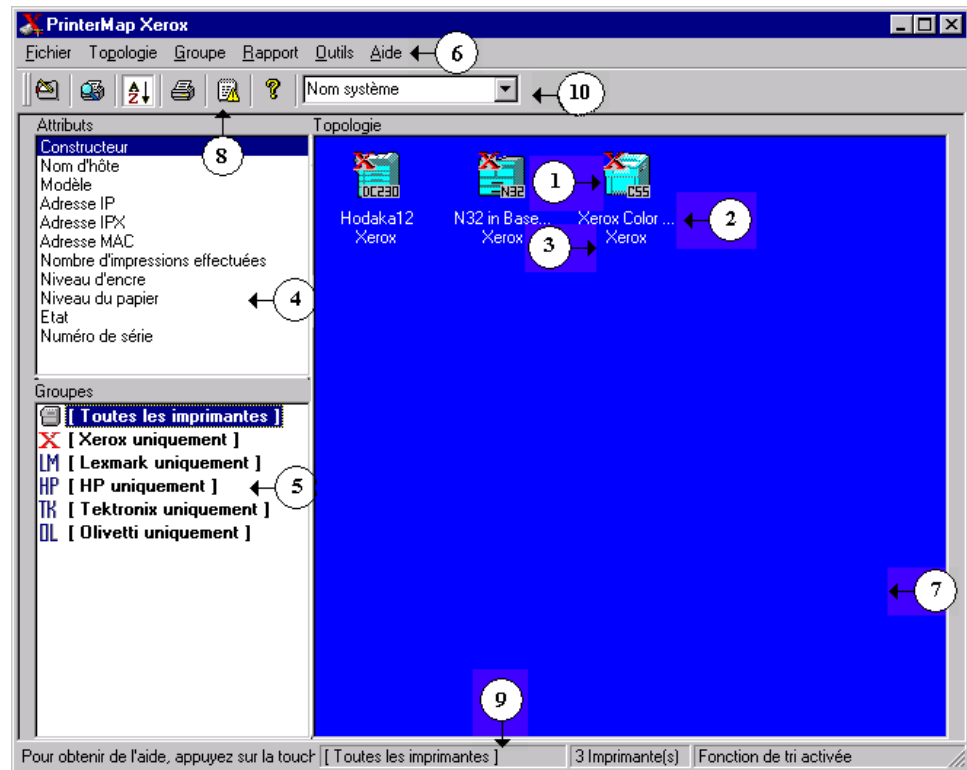 PrinterMap Xerox
Fichier Topologie Groupe Rapport Outils Aide 6
Nom système 10
8
Attributs
Constructeur
Nom d'hôte
Modèle
Adresse IP
Adresse IPX
Adresse MAC
Nombre d'impressions effectuées
Niveau d'encre
Niveau du papier
Etat
Numéro de série
4
Groupes
[ Toutes les imprimantes ]
X [ Xerox uniquement ]
LM [ Lexmark uniquement ]
HP [ HP uniquement ]
TK [ Tektronix uniquement ]
OL [ Olivetti uniquement ]
5
Topologie
DC230 N32 1 C55
Hodaka12 N32 in Base... Xerox Color ... 2
Xerox Xerox 3 Xerox
7
9
Pour obtenir de l'aide, appuyez sur la touch [ Toutes les imprimantes ] 3 Imprimante(s) Fonction de tri activée